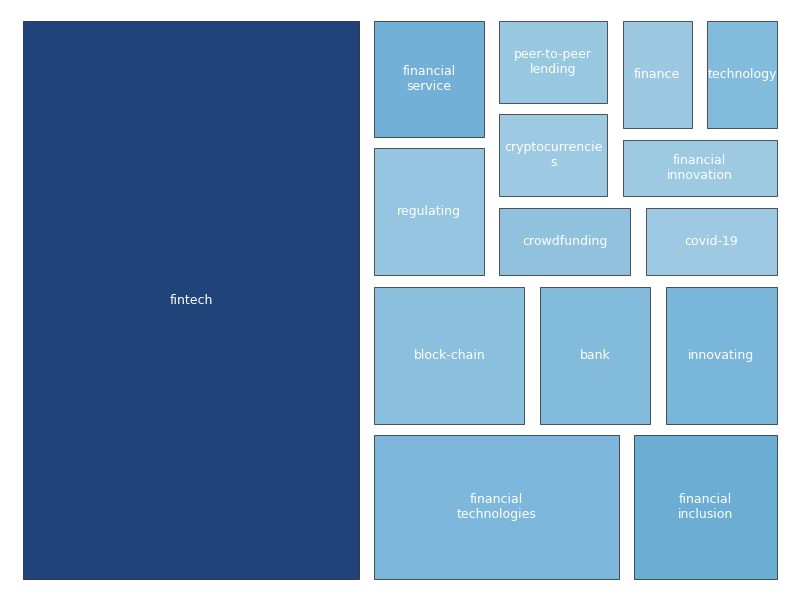 fintech
financial
service
peer-to-peer
lending
finance
technology
cryptocurrencie
s
financial
innovation
regulating
crowdfunding
covid-19
block-chain
bank
innovating
financial
technologies
financial
inclusion